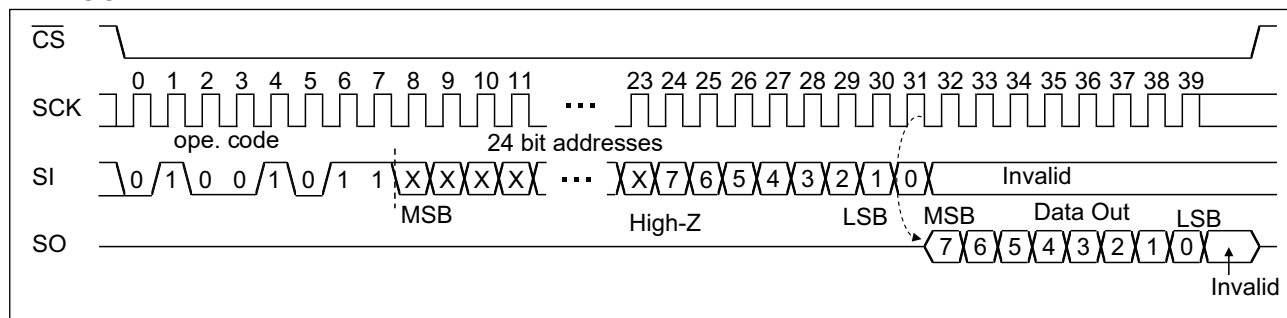 CS
0 1 2 3 4 5 6 7 8 9 10 11 23 24 25 26 27 28 29 30 31 32 33 34 35 36 37 38 39
SCK ...
ope. code 24 bit addresses
SI 0 1 0 0 1 0 1 1 X X X X ... X 7 6 5 4 3 2 1 0 Invalid
MSB High-Z LSB MSB Data Out LSB
SO 7 6 5 4 3 2 1 0
Invalid